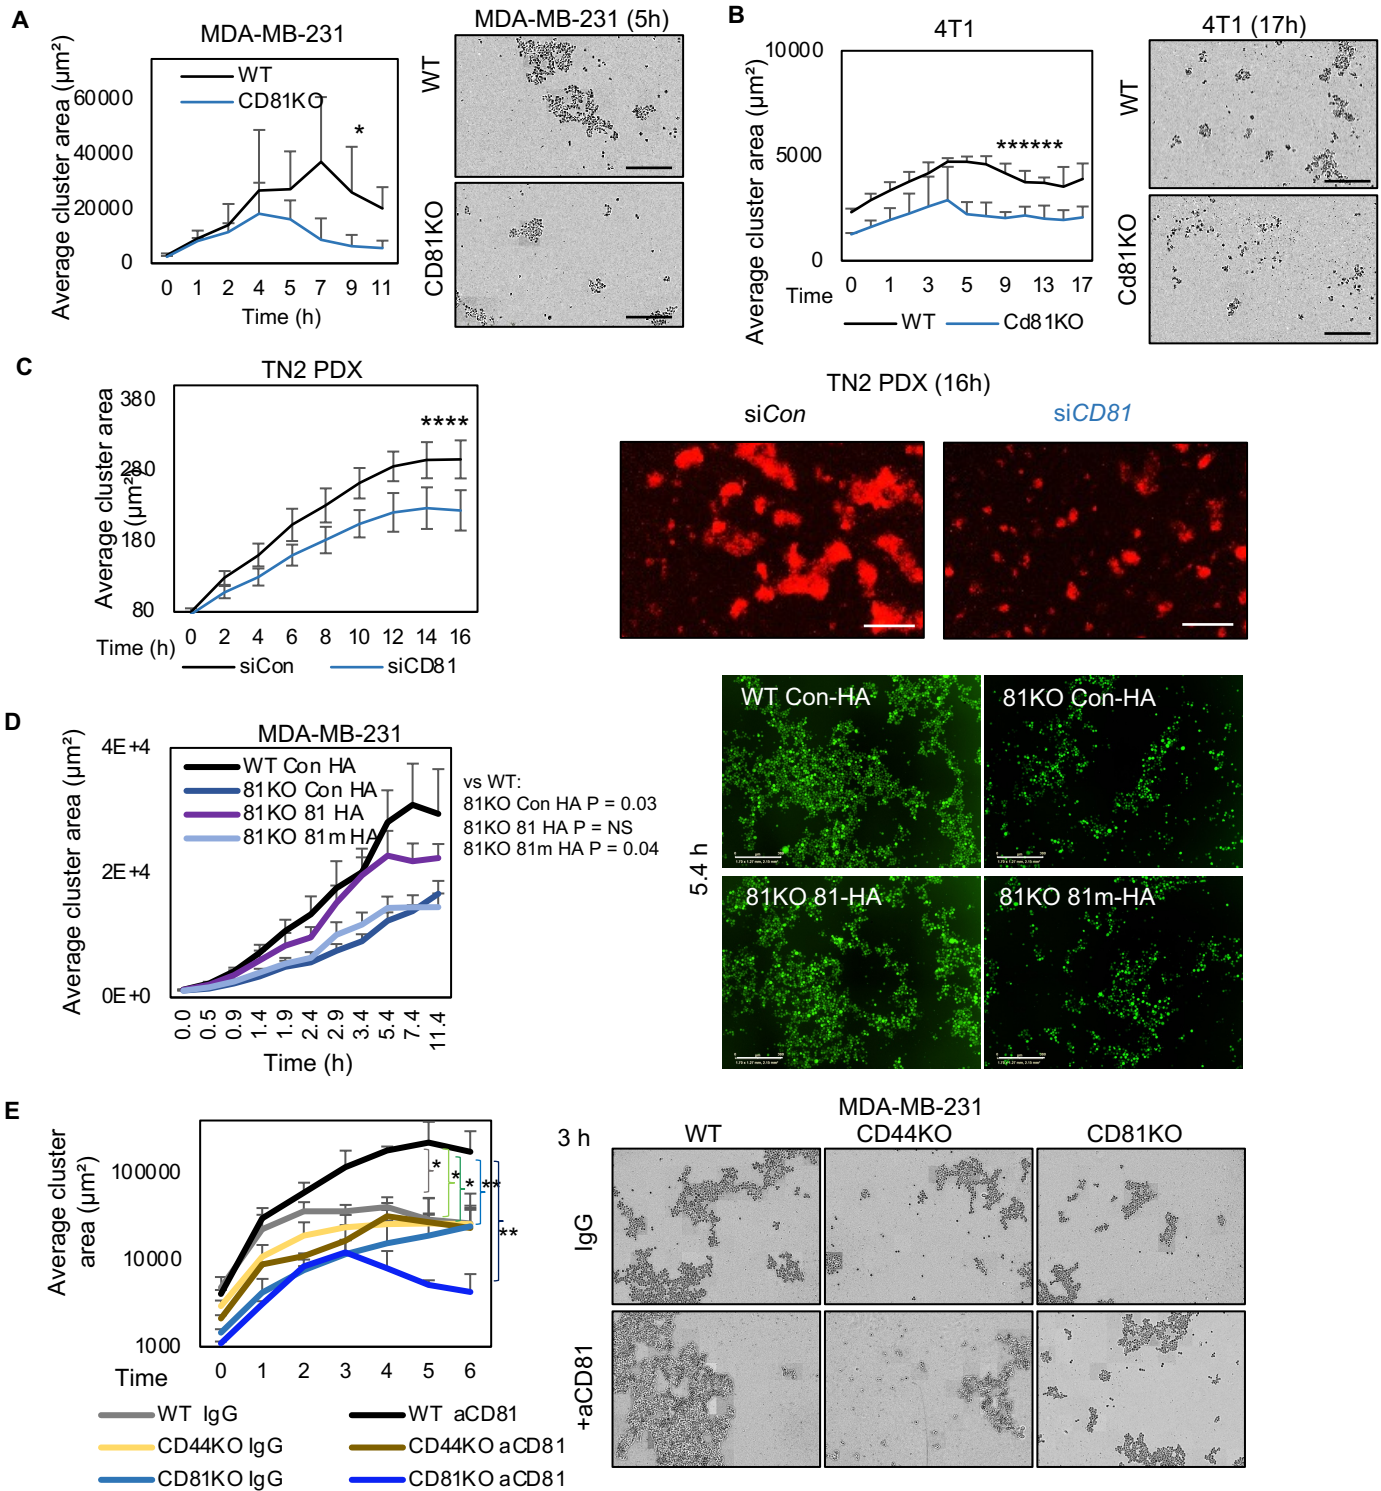 A
MDA-MB-231
Average cluster area (µm²)
60000
40000
20000
0
WT
CD81KO
*
0 1 2 4 5 7 9 11
Time (h)
MDA-MB-231 (5h)
WT
CD81KO
B
4T1
Average cluster area (µm²)
10000
5000
0
*******
Time 0 1 3 5 9 13 17
WT Cd81KO
4T1 (17h)
WT
Cd81KO
C
TN2 PDX
Average cluster area
(µm²)
380
280
180
80
****
0 2 4 6 8 10 12 14 16
Time (h)
siCon siCD81
TN2 PDX (16h)
siCon siCD81
D
MDA-MB-231
Average cluster area (µm²)
4E+4
2E+4
0E+0
WT Con HA
81KO Con HA
81KO 81 HA
81KO 81m HA
0.0 0.5 0.9 1.4 1.9 2.4 2.9 3.4 5.4 7.4 11.4
Time (h)
vs WT:
81KO Con HA P = 0.03
81KO 81 HA P = NS
81KO 81m HA P = 0.04
5.4 h
WT Con-HA 81KO Con-HA
81KO 81-HA 81KO 81m-HA
E
Average cluster
area (µm²)
100000
10000
1000
* * * ** **
0 1 2 3 4 5 6
Time
WT IgG WT aCD81
CD44KO IgG CD44KO aCD81
CD81KO IgG CD81KO aCD81
MDA-MB-231
3 h WT CD44KO CD81KO
IgG
+aCD81